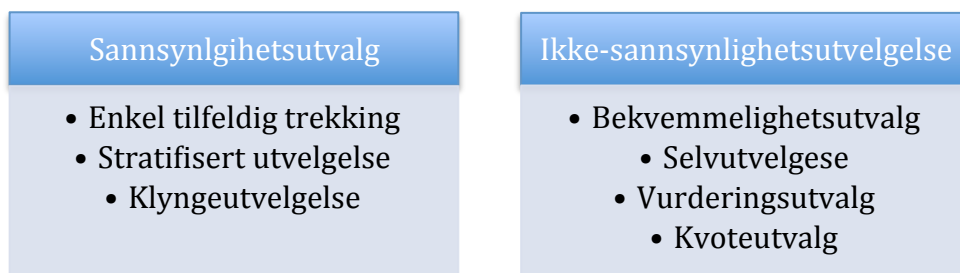 Sannsynlgihetsutvalg
• Enkel tilfeldig trekking
• Stratifisert utvelgelse
• Klyngeutvelgelse
Ikke-sannsynlighetsutvelgelse
• Bekvemmelighetsutvalg
• Selvutvelgese
• Vurderingsutvalg
• Kvoteutvalg